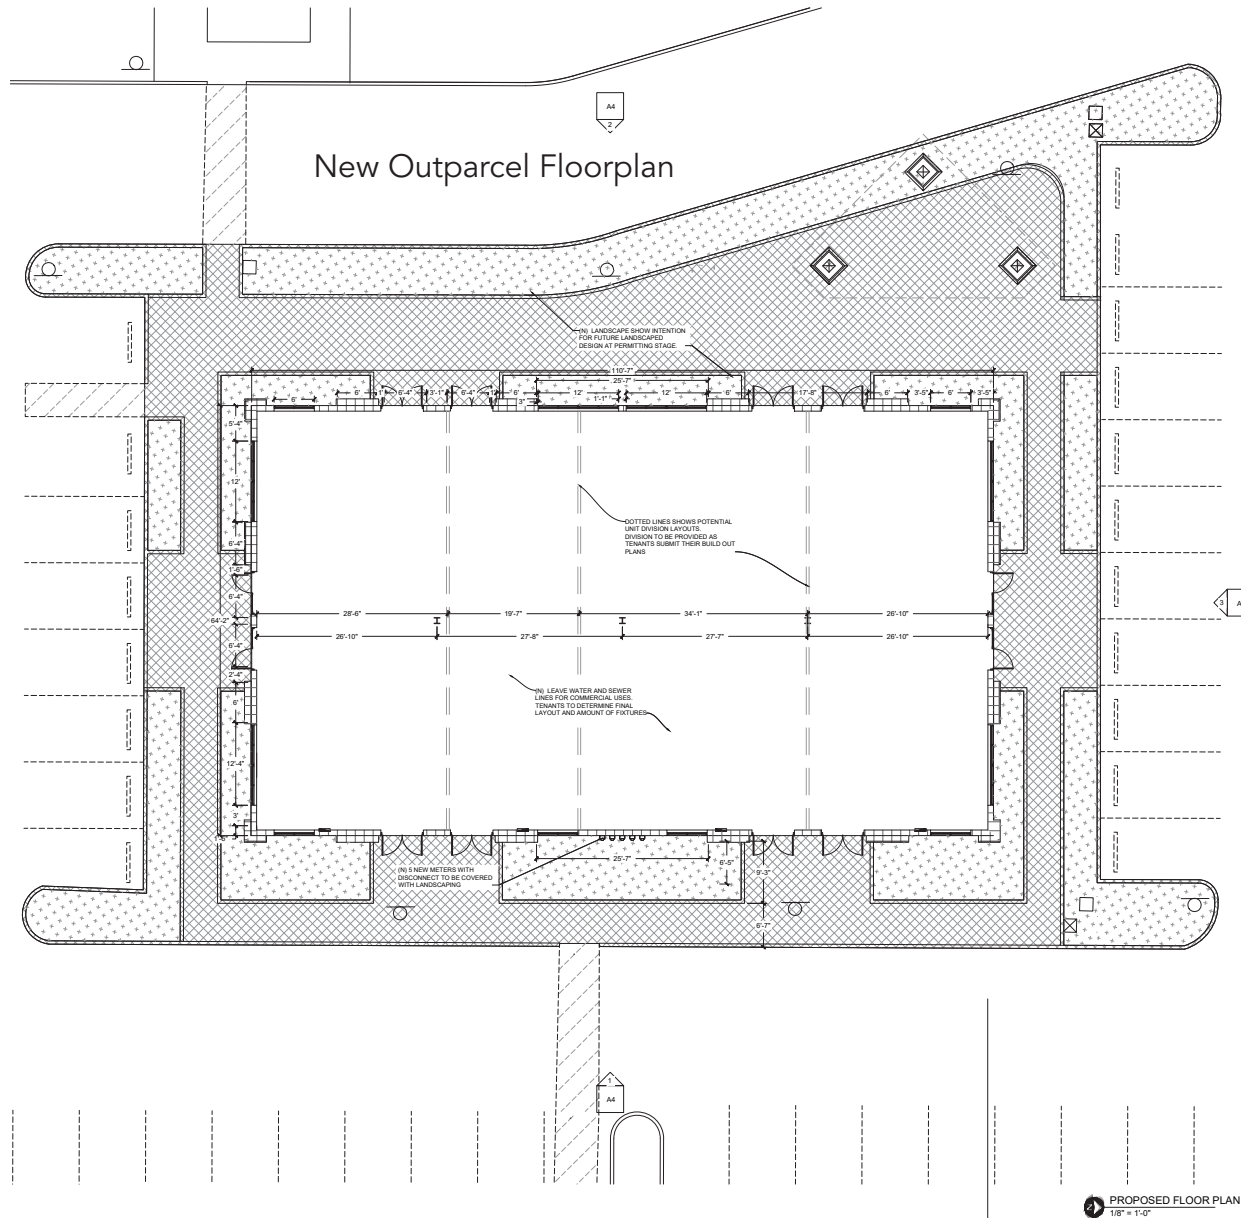 A4
2
New Outparcel Floorplan
(N) LANDSCAPE SHOW INTENTION
FOR FUTURE LANDSCAPED
DESIGN AT PERMITTING STAGE.
110'-7"
25'-7"
6'
6'
1'
6'-4"
3'-1"
6'-4"
1'
6'
12'
12'
6'
17'-8"
6'
3'-5"
6'
3'-5"
3"
1'-1"
5'-4"
12'
6'-4"
1'-6"
6'-4"
64'-2"
6'-4"
2'-4"
6'
12'-4"
3'
DOTTED LINES SHOWS POTENTIAL
UNIT DIVISION LAYOUTS.
DIVISION TO BE PROVIDED AS
TENANTS SUBMIT THEIR BUILD OUT
PLANS
3
A
28'-6"
19'-7"
34'-1"
26'-10"
26'-10"
27'-8"
27'-7"
26'-10"
(N) LEAVE WATER AND SEWER
LINES FOR COMMERCIAL USES.
TENANTS TO DETERMINE FINAL
LAYOUT AND AMOUNT OF FIXTURES
25'-7"
6'-5"
9'-3"
6'-7"
(N) 5 NEW METERS WITH
DISCONNECT TO BE COVERED
WITH LANDSCAPING
1
A4
PROPOSED FLOOR PLAN
1/8" = 1'-0"